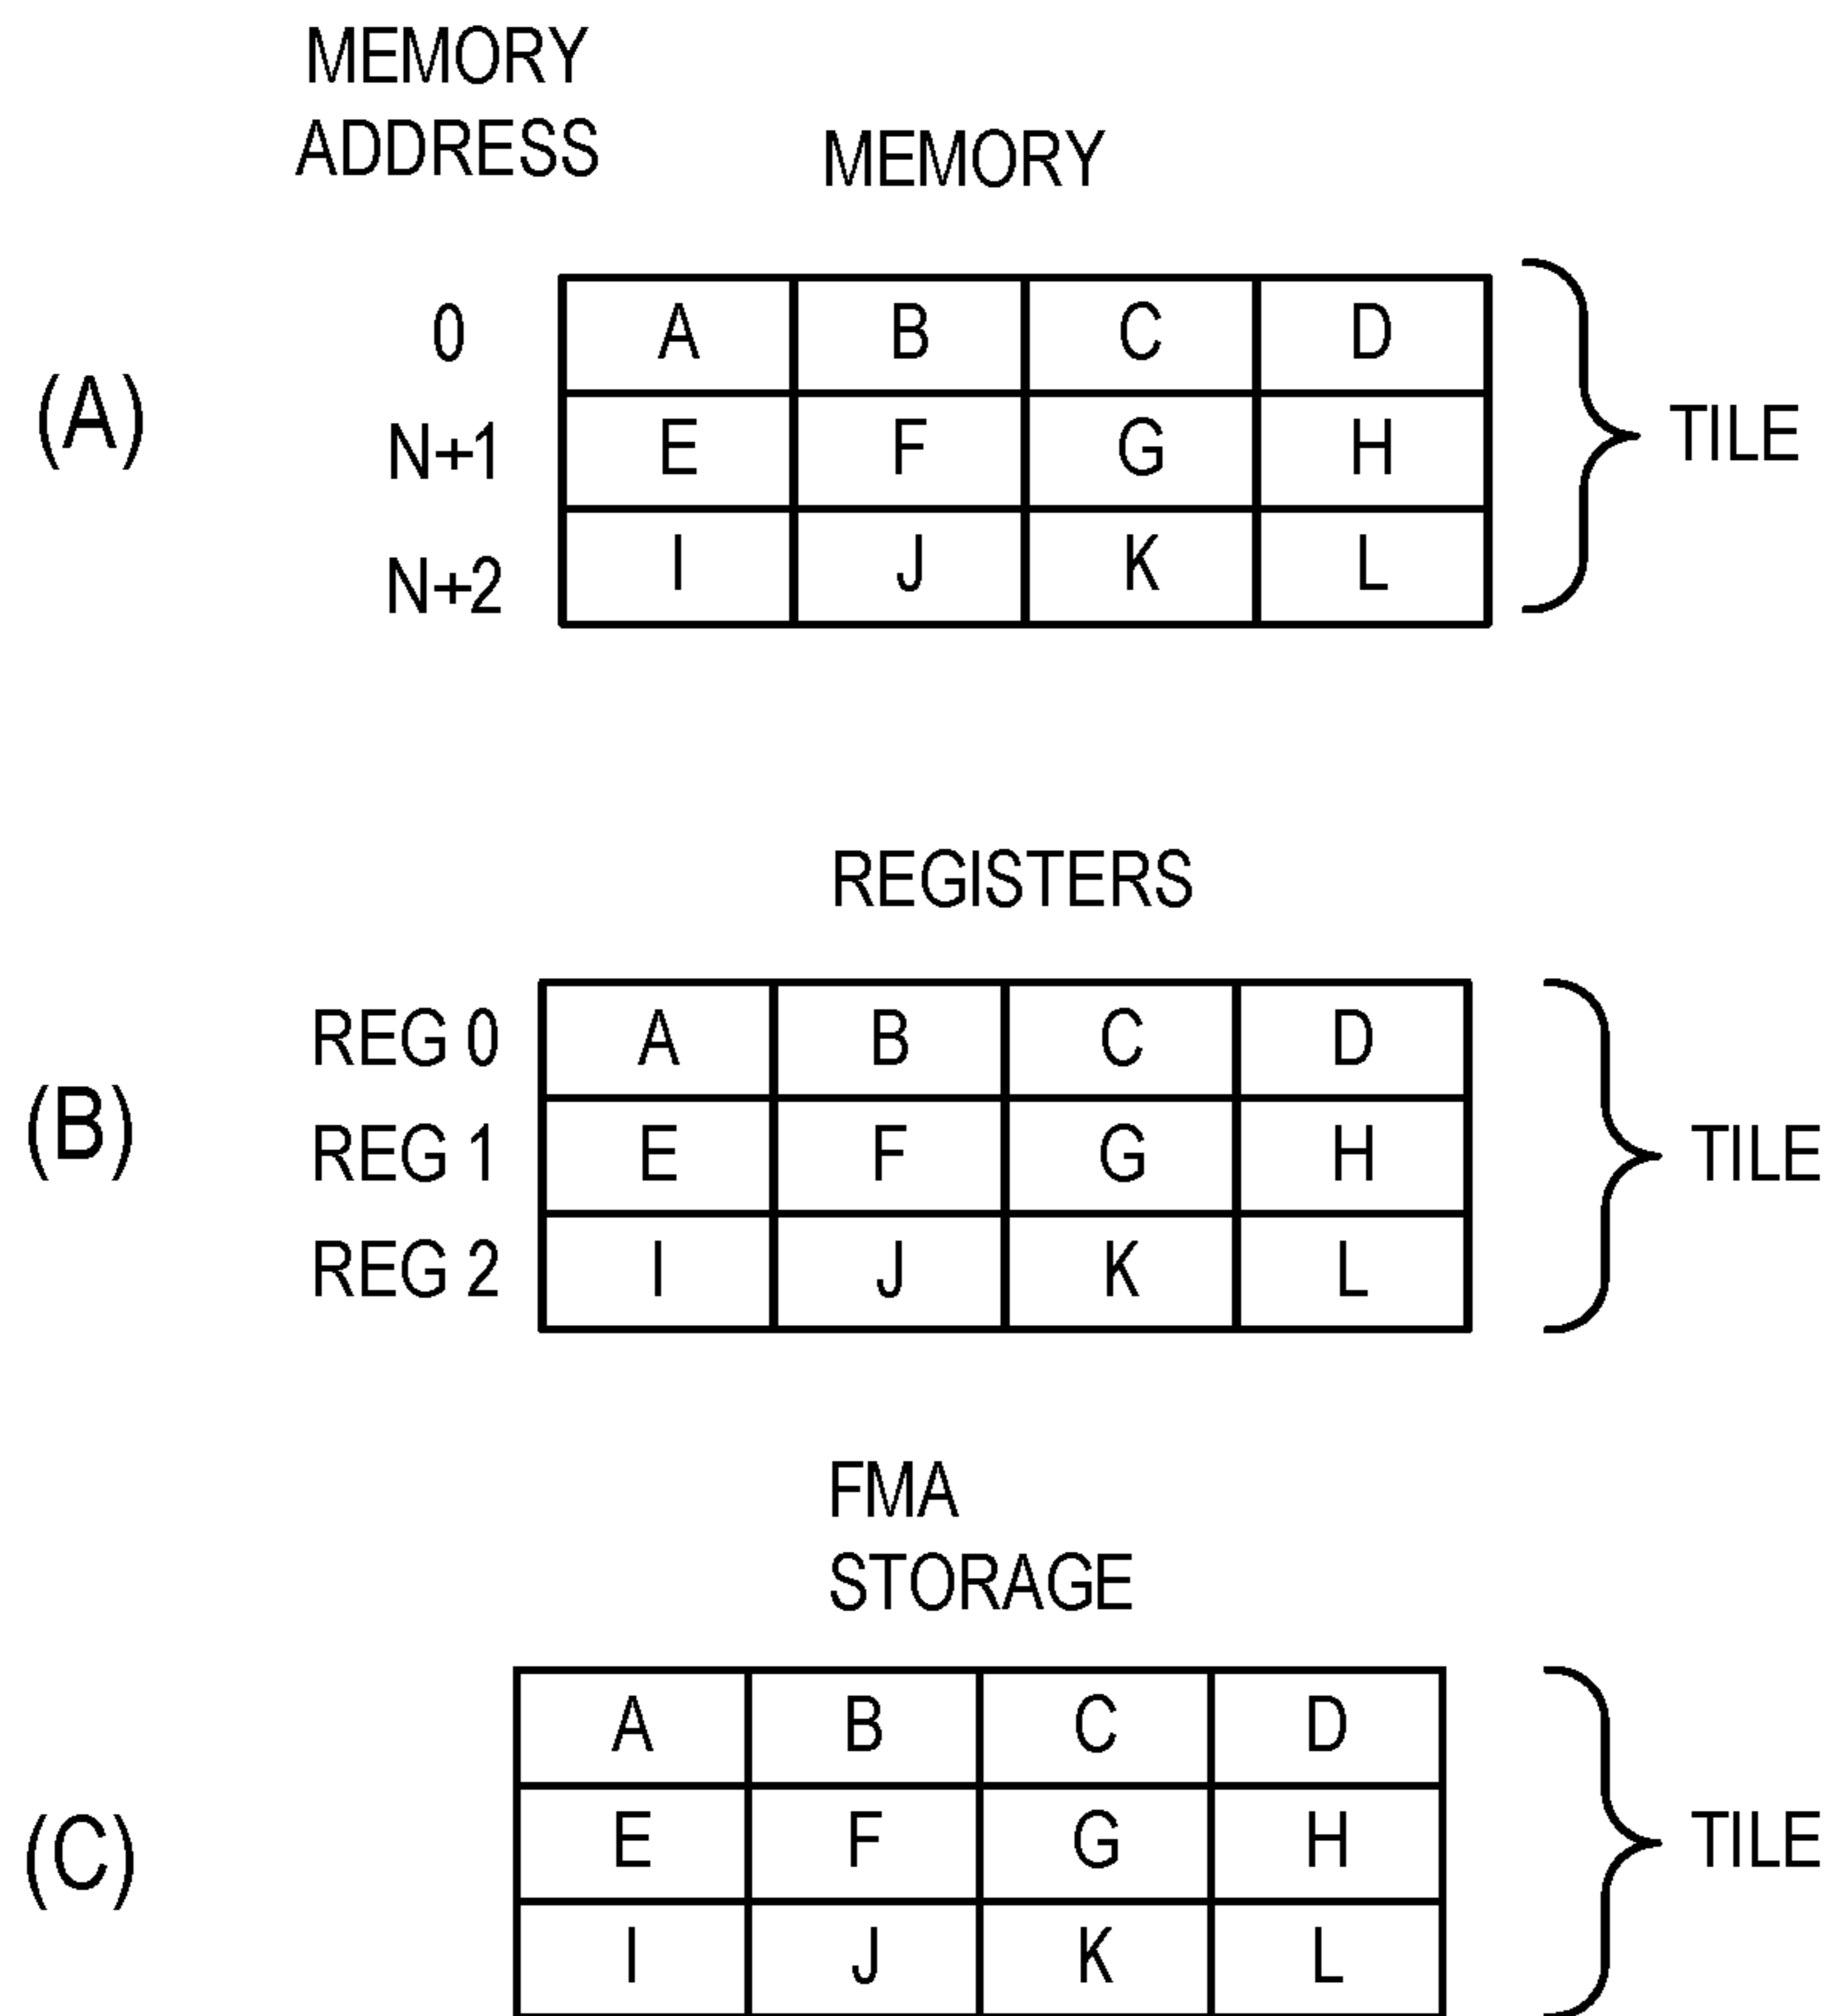 MEMORY
ADDRESS
MEMORY
(A)
0 A B C D
N+1 E F G H
N+2 I J K L
TILE
REGISTERS
(B)
REG 0 A B C D
REG 1 E F G H
REG 2 I J K L
TILE
FMA
STORAGE
(C)
A B C D
E F G H
I J K L
TILE